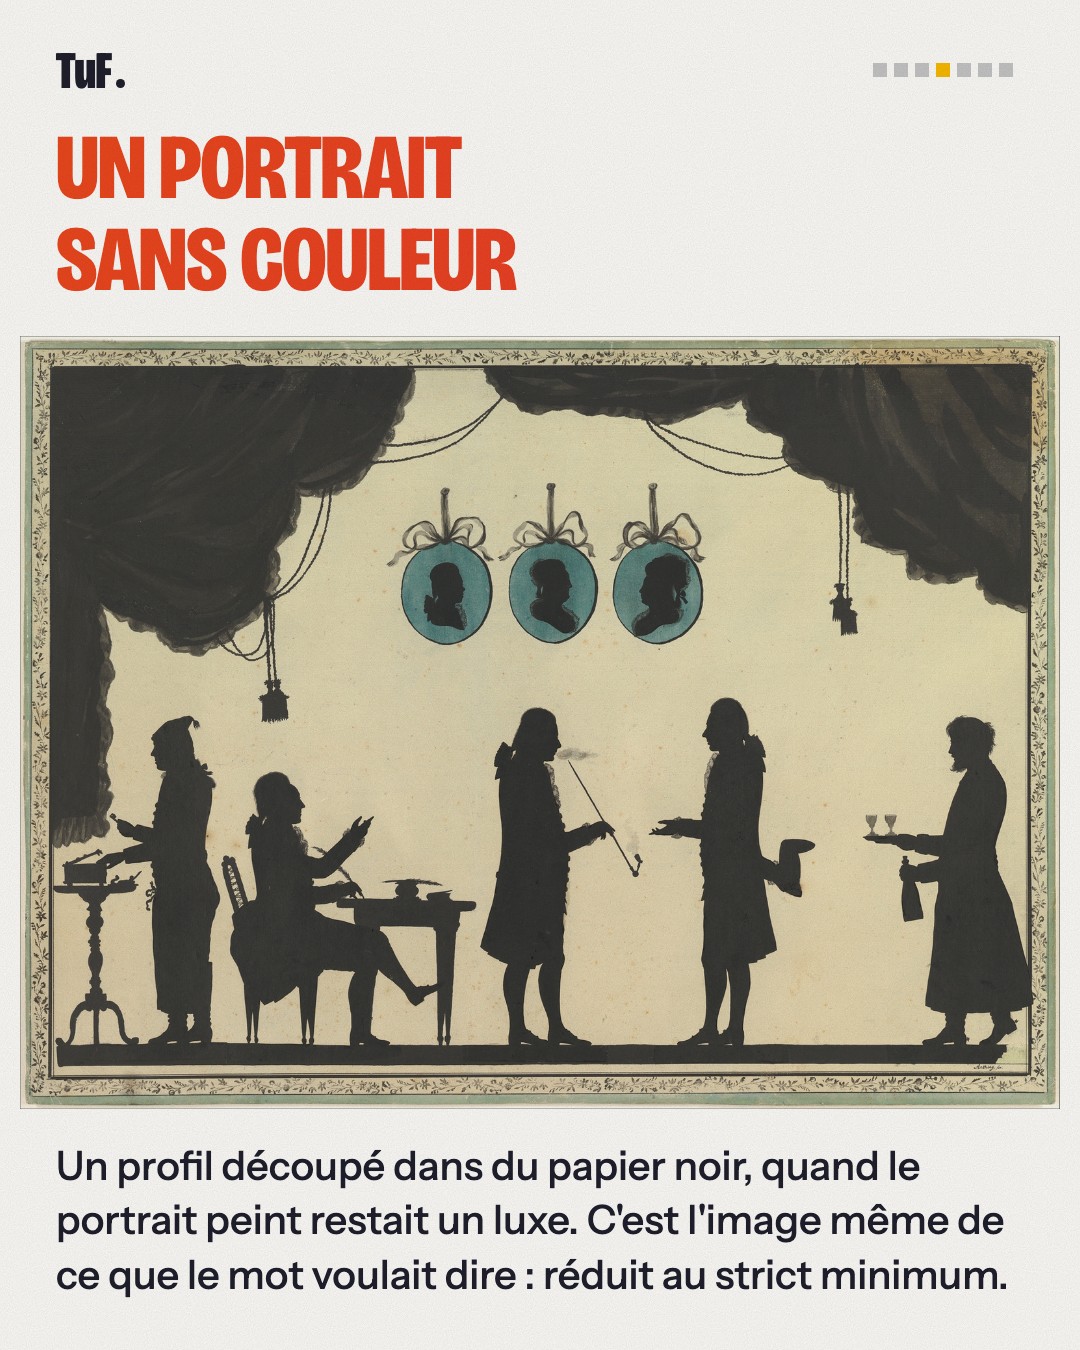 TuF.
UN PORTRAIT
SANS COULEUR
Un profil découpé dans du papier noir, quand le
portrait peint restait un luxe. C'est l'image même de
ce que le mot voulait dire : réduit au strict minimum.